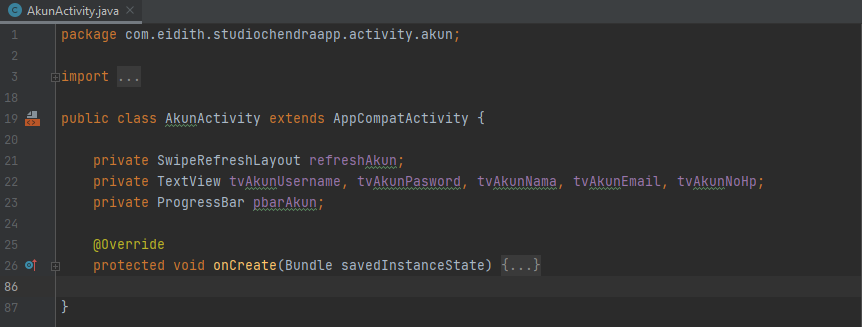 AkunActivity.java
1 package com.eidith.studiochendraapp.activity.akun;
2
3 import ...
18
19 public class AkunActivity extends AppCompatActivity {
20
21 private SwipeRefreshLayout refreshAkun;
22 private TextView tvAkunUsername, tvAkunPasword, tvAkunNama, tvAkunEmail, tvAkunNoHp;
23 private ProgressBar pbarAkun;
24
25 @Override
26 protected void onCreate(Bundle savedInstanceState) {...}
86
87 }